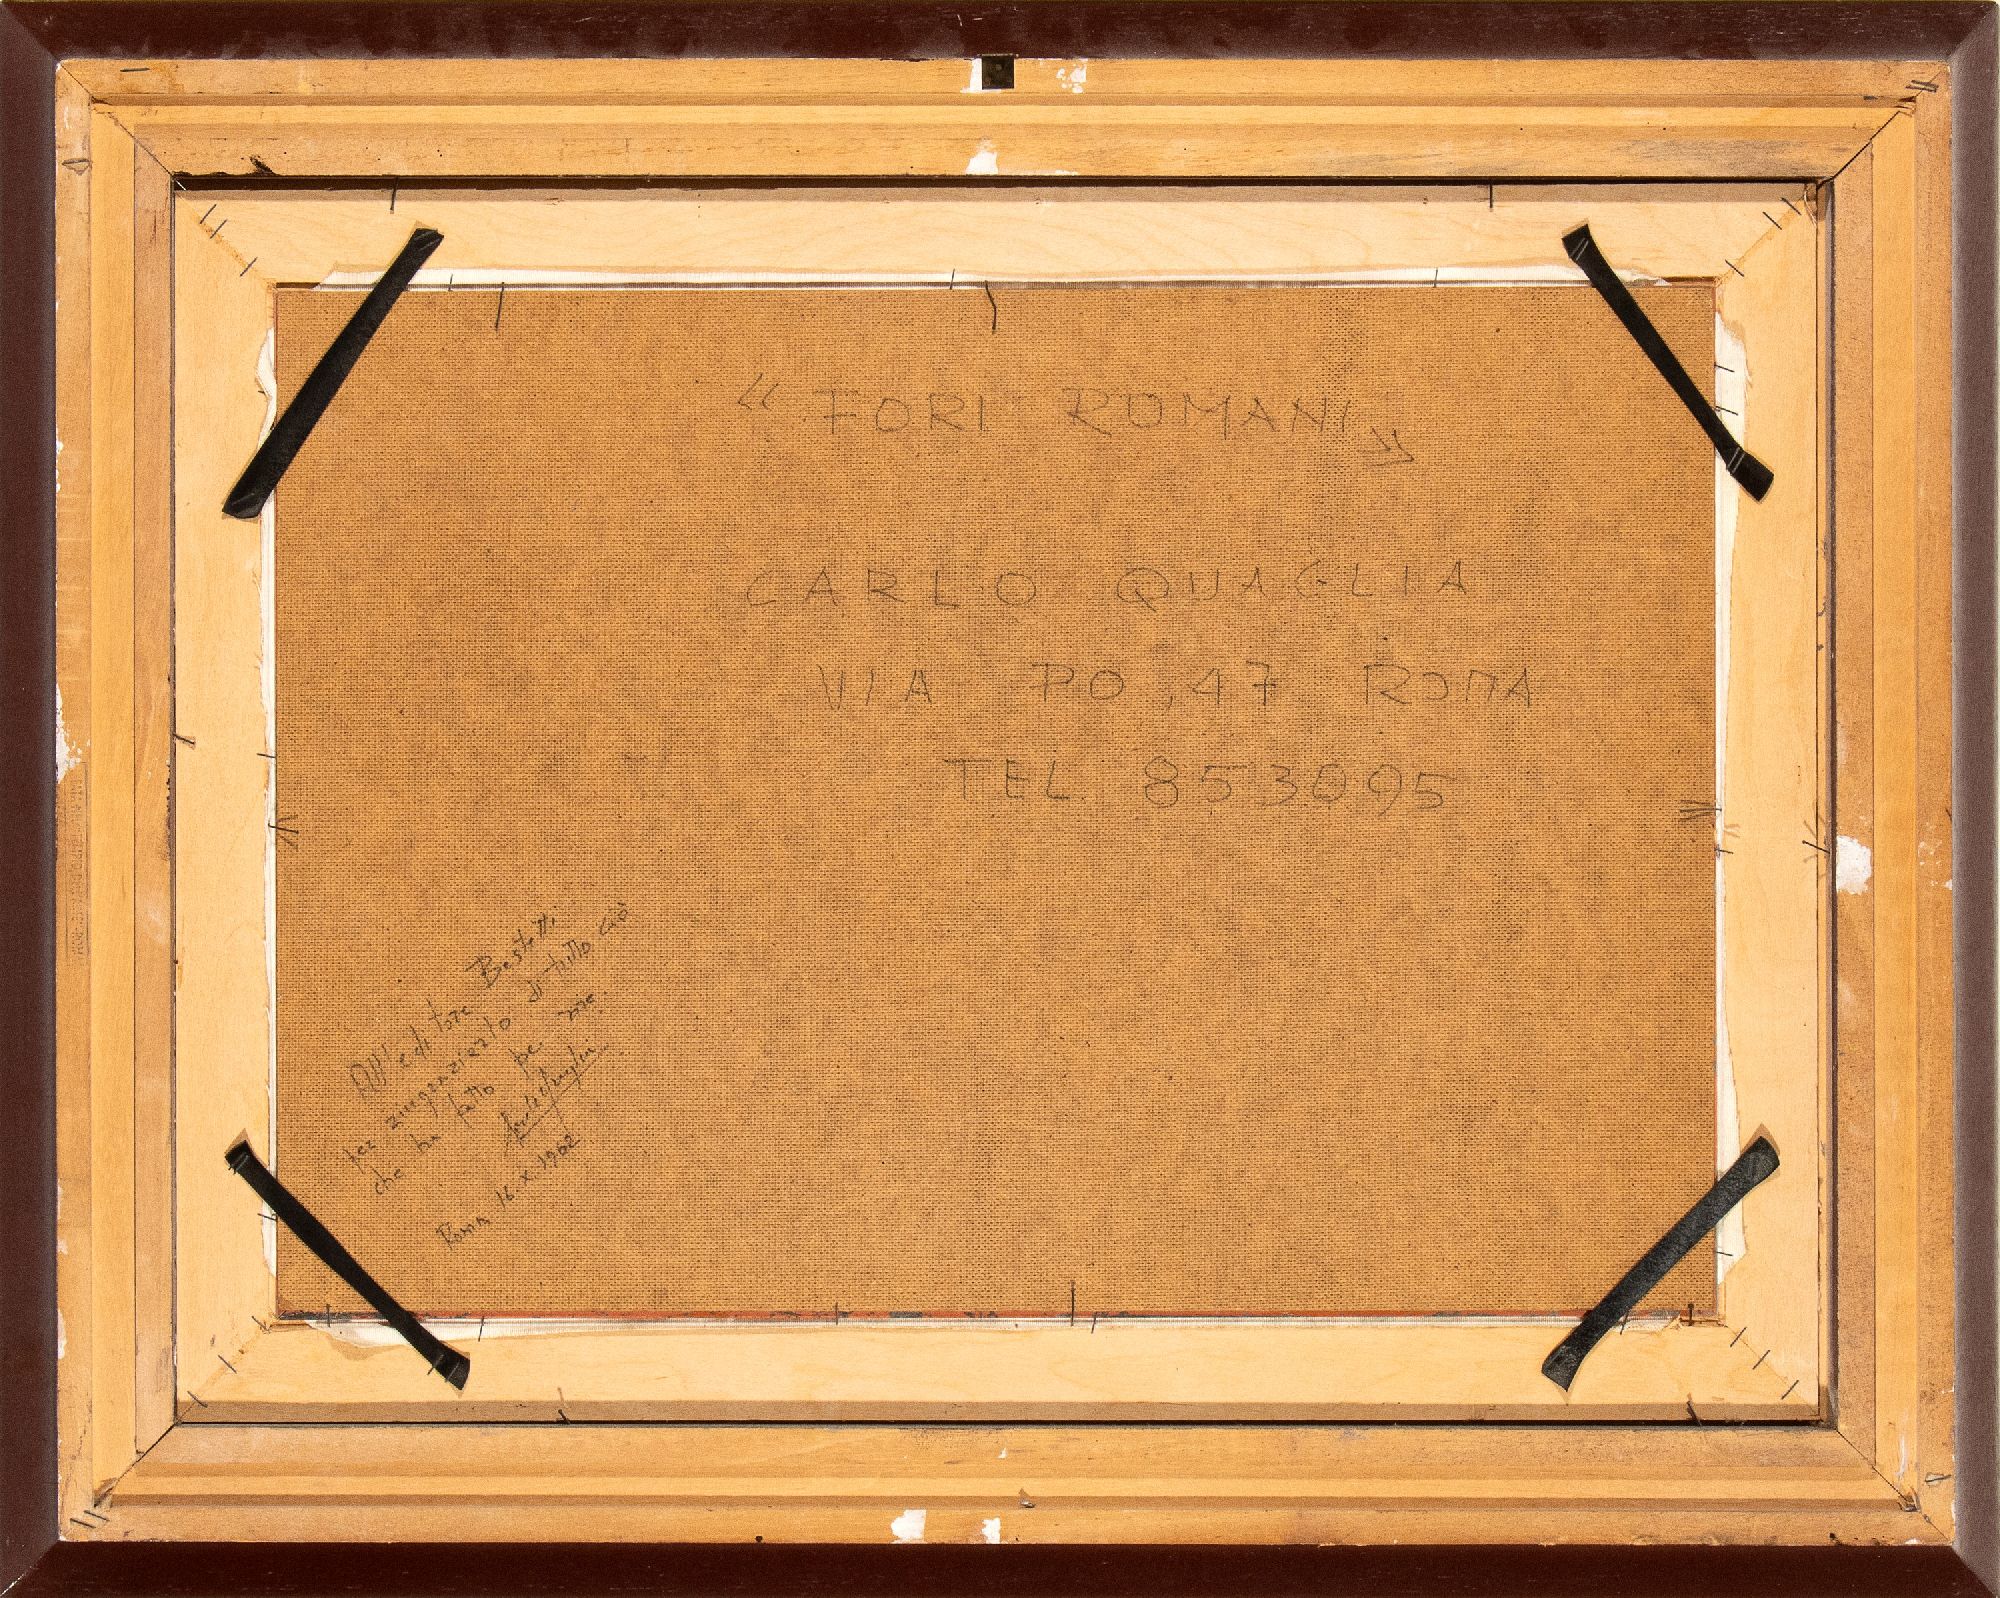 “ FORI ROMANI „
CARLO QUAGLIA
VIA PO, 47 ROMA
TEL. 853095
All'editore Bestetti
per ringraziarlo di tutto ciò
che ha fatto per me.
Roma 16.X.1962